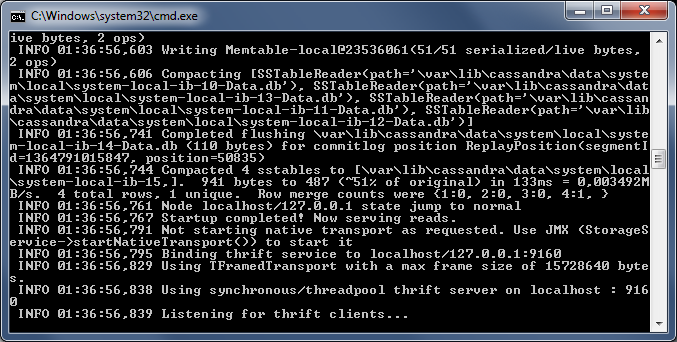 C:\Windows\system32\cmd.exe
ive bytes, 2 ops)
 INFO 01:36:56,603 Writing Memtable-local@23536061(51/51 serialized/live bytes,
2 ops)
 INFO 01:36:56,606 Compacting [SSTableReader(path='\var\lib\cassandra\data\syste
m\local\system-local-ib-10-Data.db'), SSTableReader(path='\var\lib\cassandra\dat
a\system\local\system-local-ib-13-Data.db'), SSTableReader(path='\var\lib\cassan
dra\data\system\local\system-local-ib-11-Data.db'), SSTableReader(path='\var\lib
\cassandra\data\system\local\system-local-ib-12-Data.db')]
 INFO 01:36:56,741 Completed flushing \var\lib\cassandra\data\system\local\syste
m-local-ib-14-Data.db (110 bytes) for commitlog position ReplayPosition(segmentI
d=1364791015847, position=50835)
 INFO 01:36:56,744 Compacted 4 sstables to [\var\lib\cassandra\data\system\local
\system-local-ib-15,].  941 bytes to 487 (~51% of original) in 133ms = 0,003492M
B/s.  4 total rows, 1 unique.  Row merge counts were {1:0, 2:0, 3:0, 4:1, }
 INFO 01:36:56,761 Node localhost/127.0.0.1 state jump to normal
 INFO 01:36:56,767 Startup completed! Now serving reads.
 INFO 01:36:56,791 Not starting native transport as requested. Use JMX (StorageS
ervice->startNativeTransport()) to start it
 INFO 01:36:56,795 Binding thrift service to localhost/127.0.0.1:9160
 INFO 01:36:56,829 Using TFramedTransport with a max frame size of 15728640 byte
s.
 INFO 01:36:56,838 Using synchronous/threadpool thrift server on localhost : 916
0
 INFO 01:36:56,839 Listening for thrift clients...